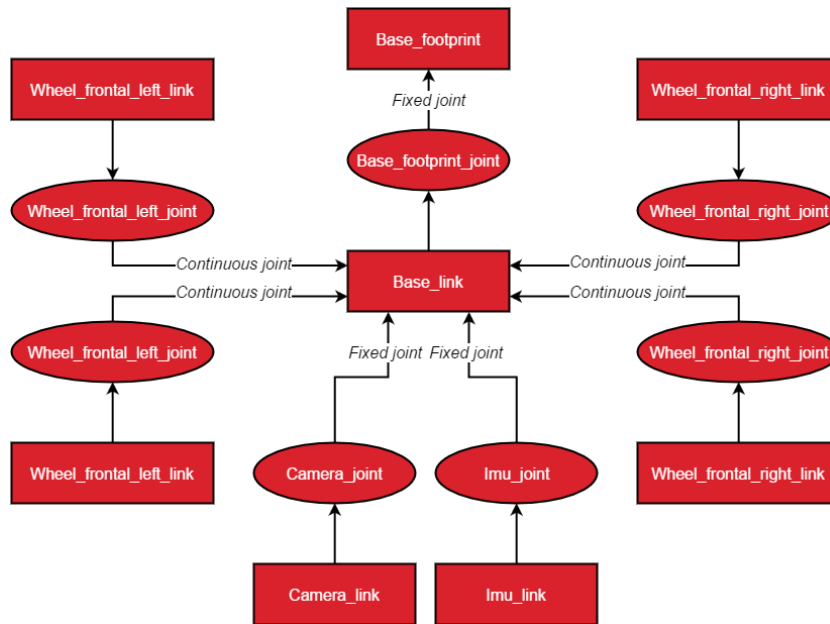 Base_footprint
Wheel_frontal_left_link
Wheel_frontal_right_link
Fixed joint
Base_footprint_joint
Wheel_frontal_left_joint
Wheel_frontal_right_joint
Continuous joint
Continuous joint
Base_link
Continuous joint
Continuous joint
Wheel_frontal_left_joint
Fixed joint
Fixed joint
Wheel_frontal_right_joint
Wheel_frontal_left_link
Camera_joint
Imu_joint
Wheel_frontal_right_link
Camera_link
Imu_link